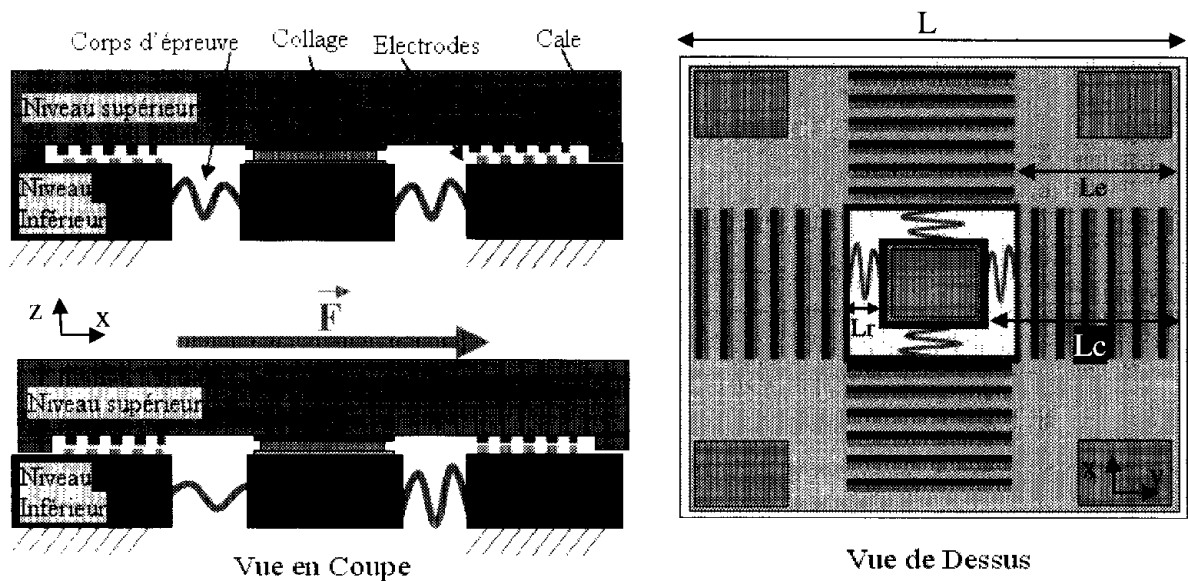 Corps d'épreuve
Collage
Electrodes
Cale
Niveau supérieur
Niveau
Inférieur
z
x
F
Niveau supérieur
Niveau
Inférieur
Vue en Coupe
L
Le
Lr
Lc
x
y
Vue de Dessus